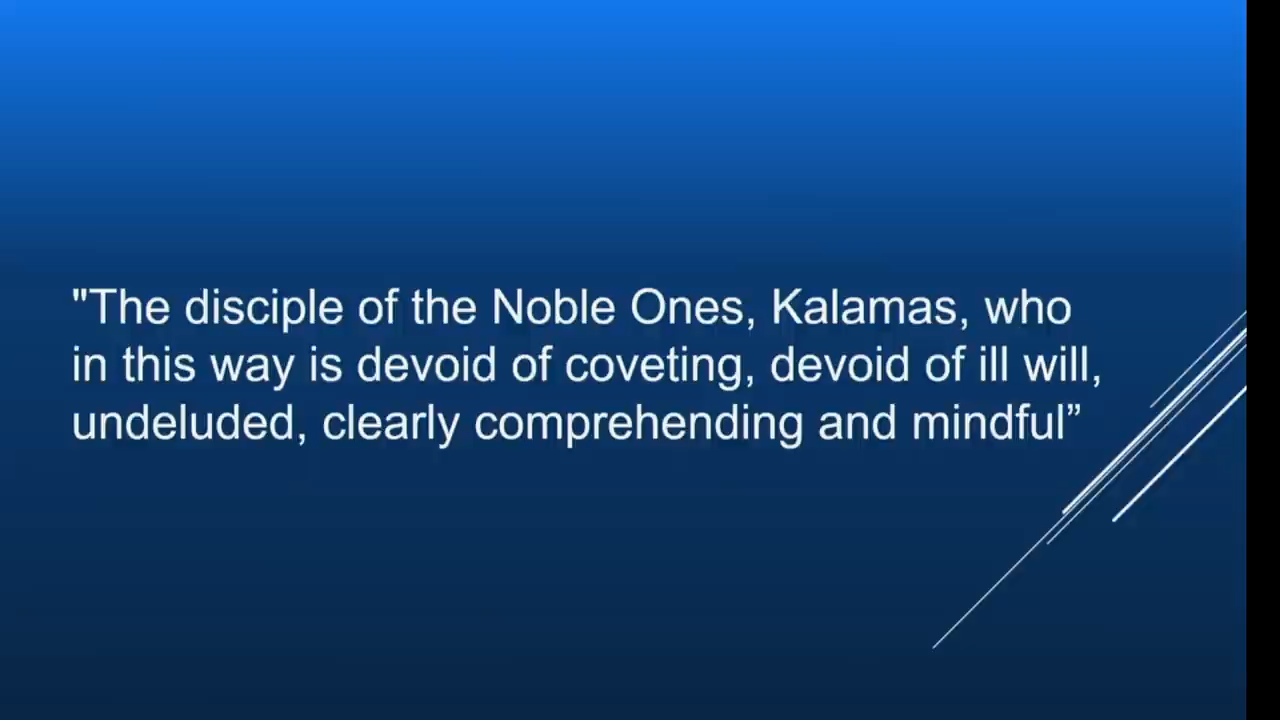 "The disciple of the Noble Ones, Kalamas, who
in this way is devoid of coveting, devoid of ill will,
undeluded, clearly comprehending and mindful”